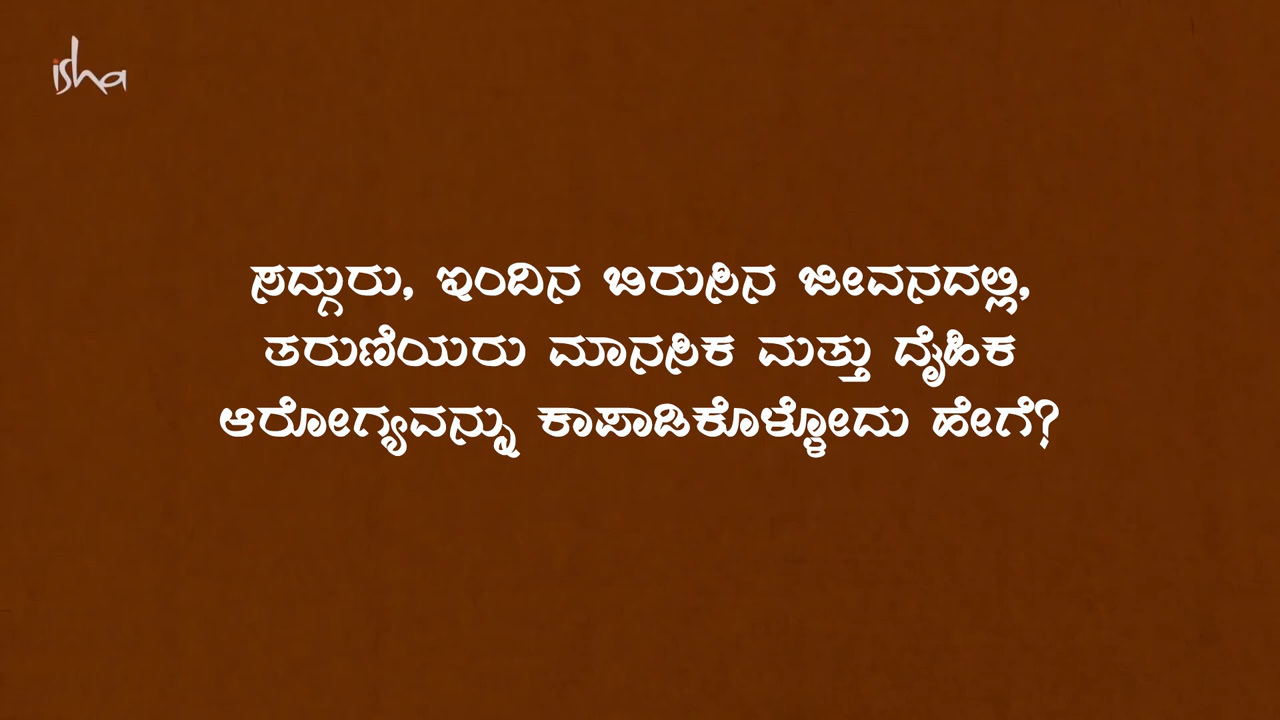 isha
ಸದ್ಗುರು, ಇಂದಿನ ಬಿರುಸಿನ ಜೀವನದಲ್ಲಿ,
ತರುಣಿಯರು ಮಾನಸಿಕ ಮತ್ತು ದೈಹಿಕ
ಆರೋಗ್ಯವನ್ನು ಕಾಪಾಡಿಕೊಳ್ಳೋದು ಹೇಗೆ?